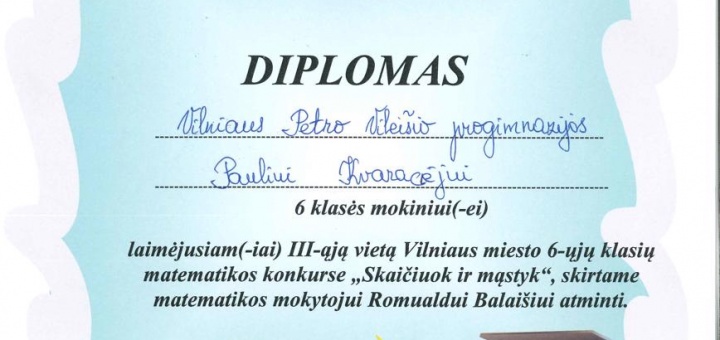 DIPLOMAS
Vilniaus Petro Vileišio progimnazijos
Pauliui Kvaracėjui
6 klasės mokiniui(-ei)
laimėjusiam(-iai) III-ąją vietą Vilniaus miesto 6-ųjų klasių
matematikos konkurse „Skaičiuok ir mąstyk“, skirtame
matematikos mokytojui Romualdui Balaišiui atminti.